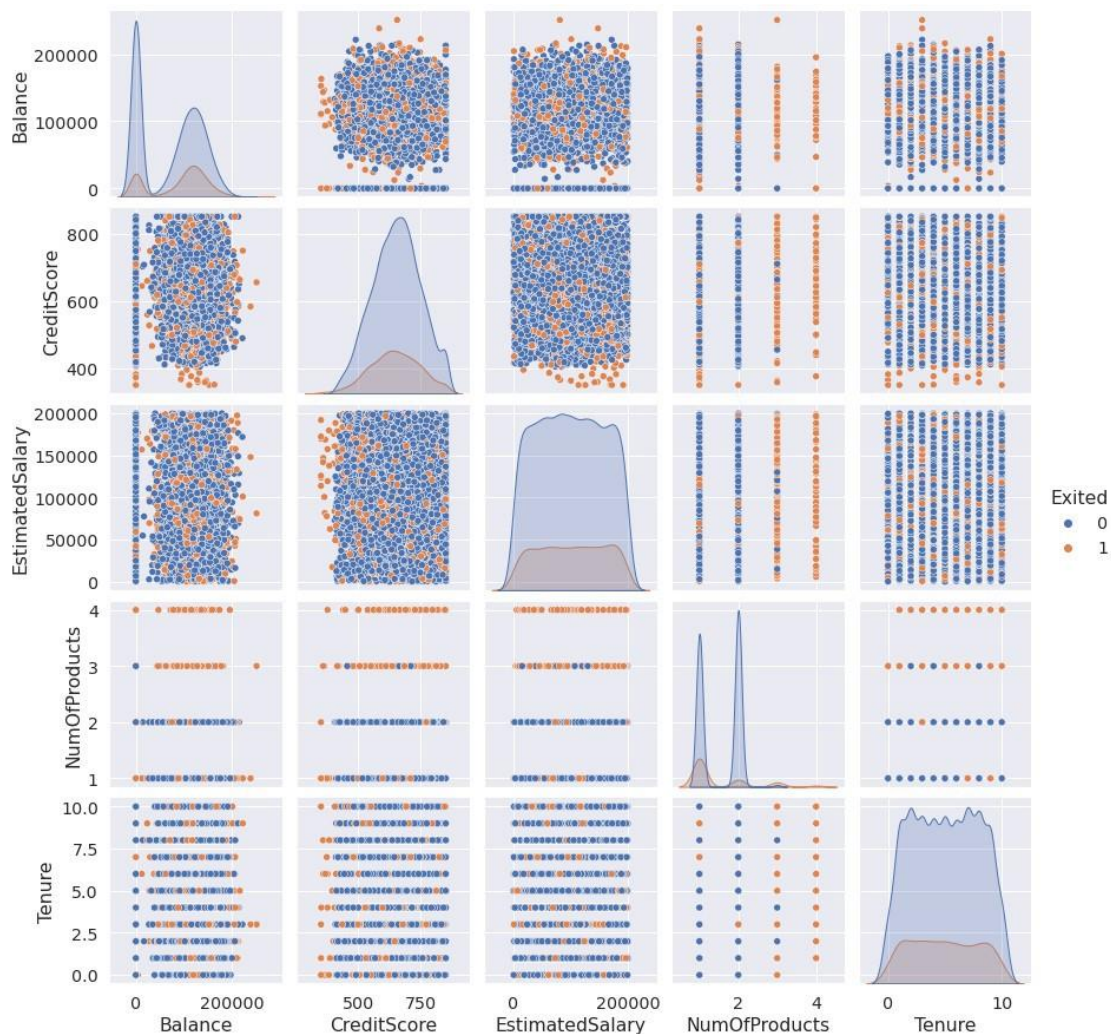 Balance
200000
100000
0
CreditScore
800
600
400
EstimatedSalary
200000
150000
100000
50000
0
Exited
0
1
NumOfProducts
4
3
2
1
Tenure
10.0
7.5
5.0
2.5
0.0
0 200000 500 750 0 200000 2 4 0 10
Balance CreditScore EstimatedSalary NumOfProducts Tenure